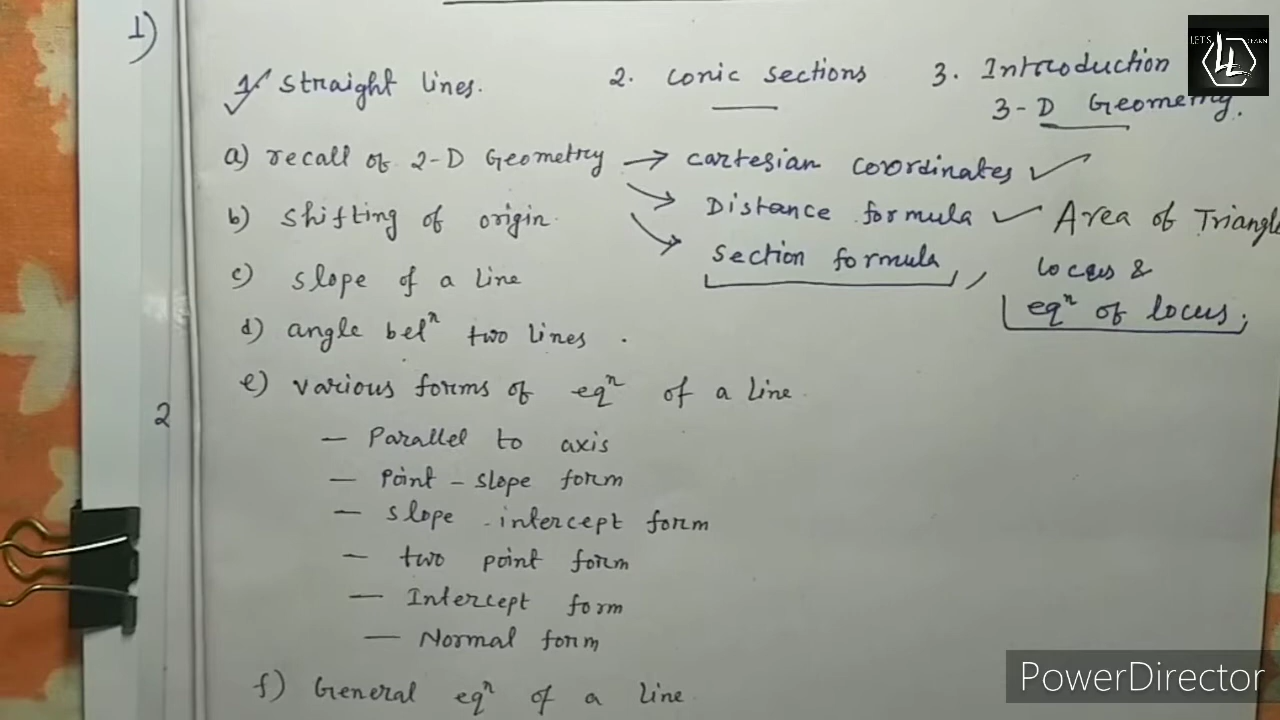 1)
1. Straight lines. 2. Conic sections 3. Introduction
3-D Geometry.
LETS LEARN
LL
a) recall of 2-D Geometry → cartesian coordinates ✓
→ Distance formula ✓ Area of Triangle
b) Shifting of origin.
→ section formula, locus &
eqⁿ of locus.
c) slope of a line
d) angle betⁿ two lines.
e) various forms of eqⁿ of a line.
2
— Parallel to axis
— Point - slope form
— slope - intercept form
— two point form
— Intercept form
— Normal form
f) General eqⁿ of a line
PowerDirector